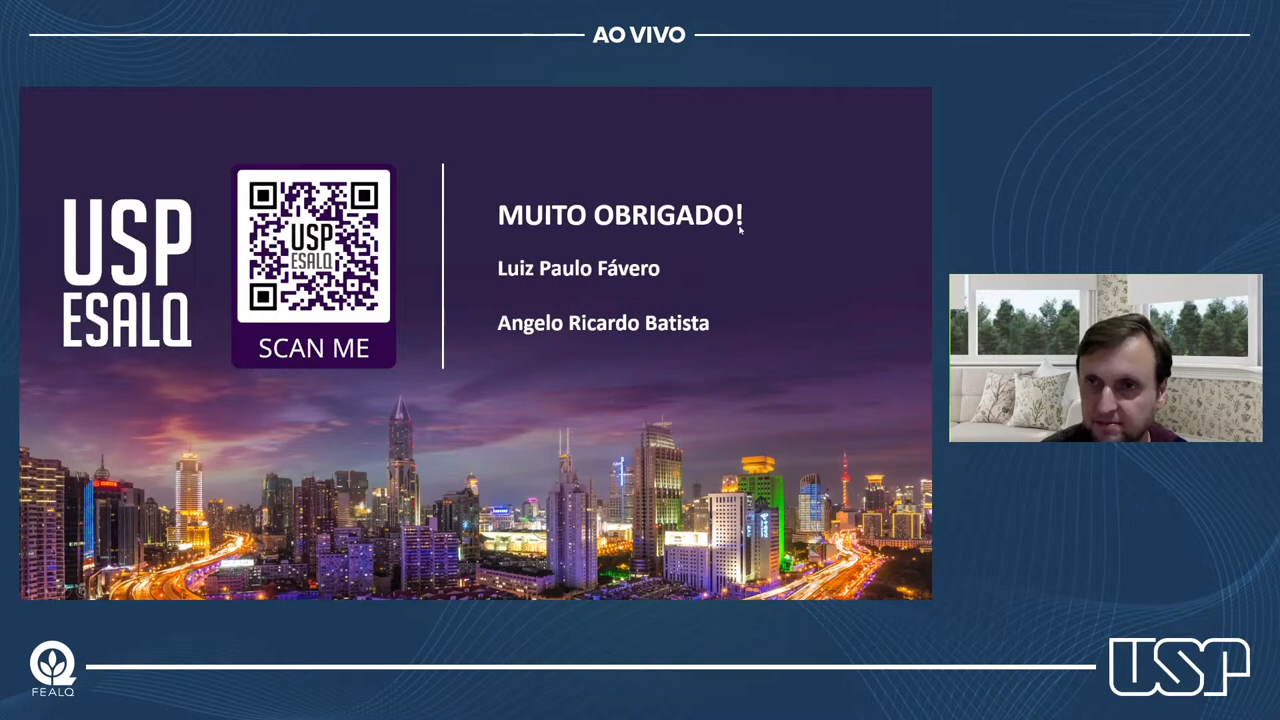 AO VIVO
USP
ESALQ
USP
ESALQ
SCAN ME
MUITO OBRIGADO!
Luiz Paulo Fávero
Angelo Ricardo Batista
FEALQ
USP